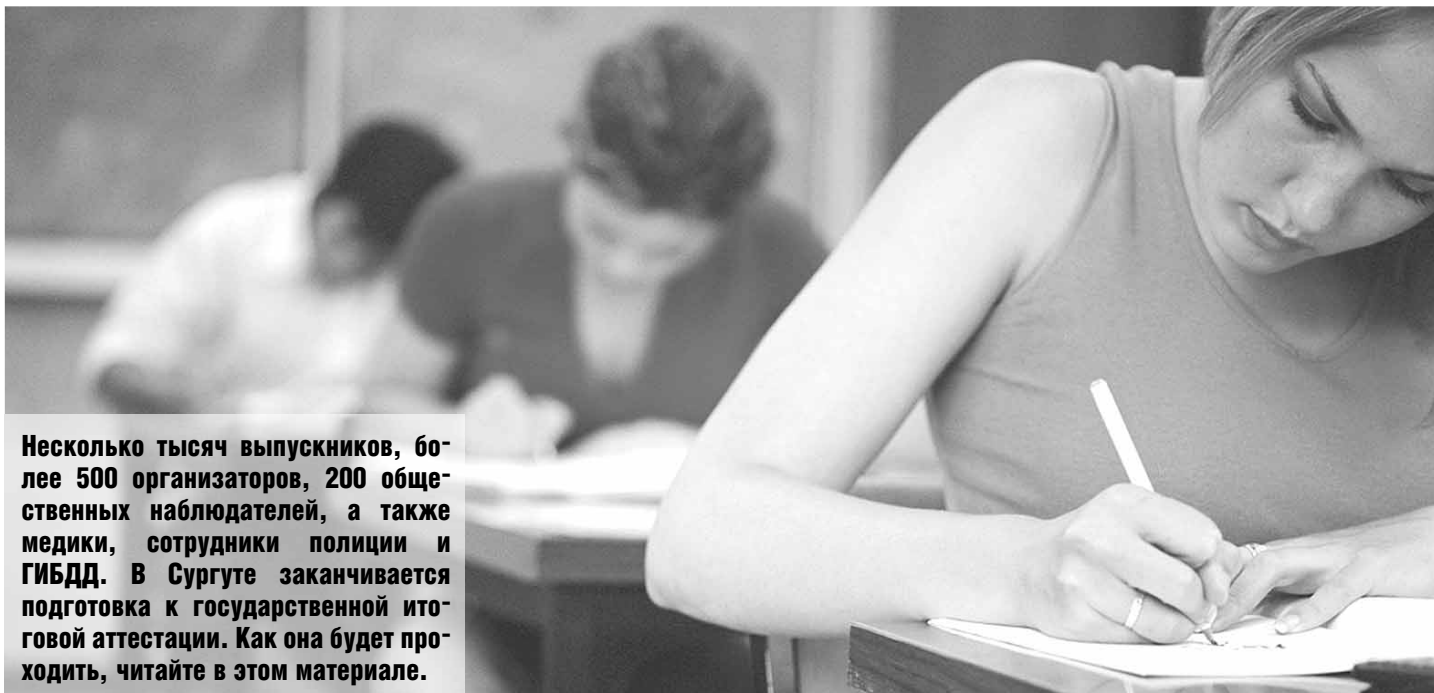 Несколько тысяч выпускников, бо-
лее 500 организаторов, 200 обще-
ственных наблюдателей, а также
медики, сотрудники полиции и
ГИБДД. В Сургуте заканчивается
подготовка к государственной ито-
говой аттестации. Как она будет про-
ходить, читайте в этом материале.